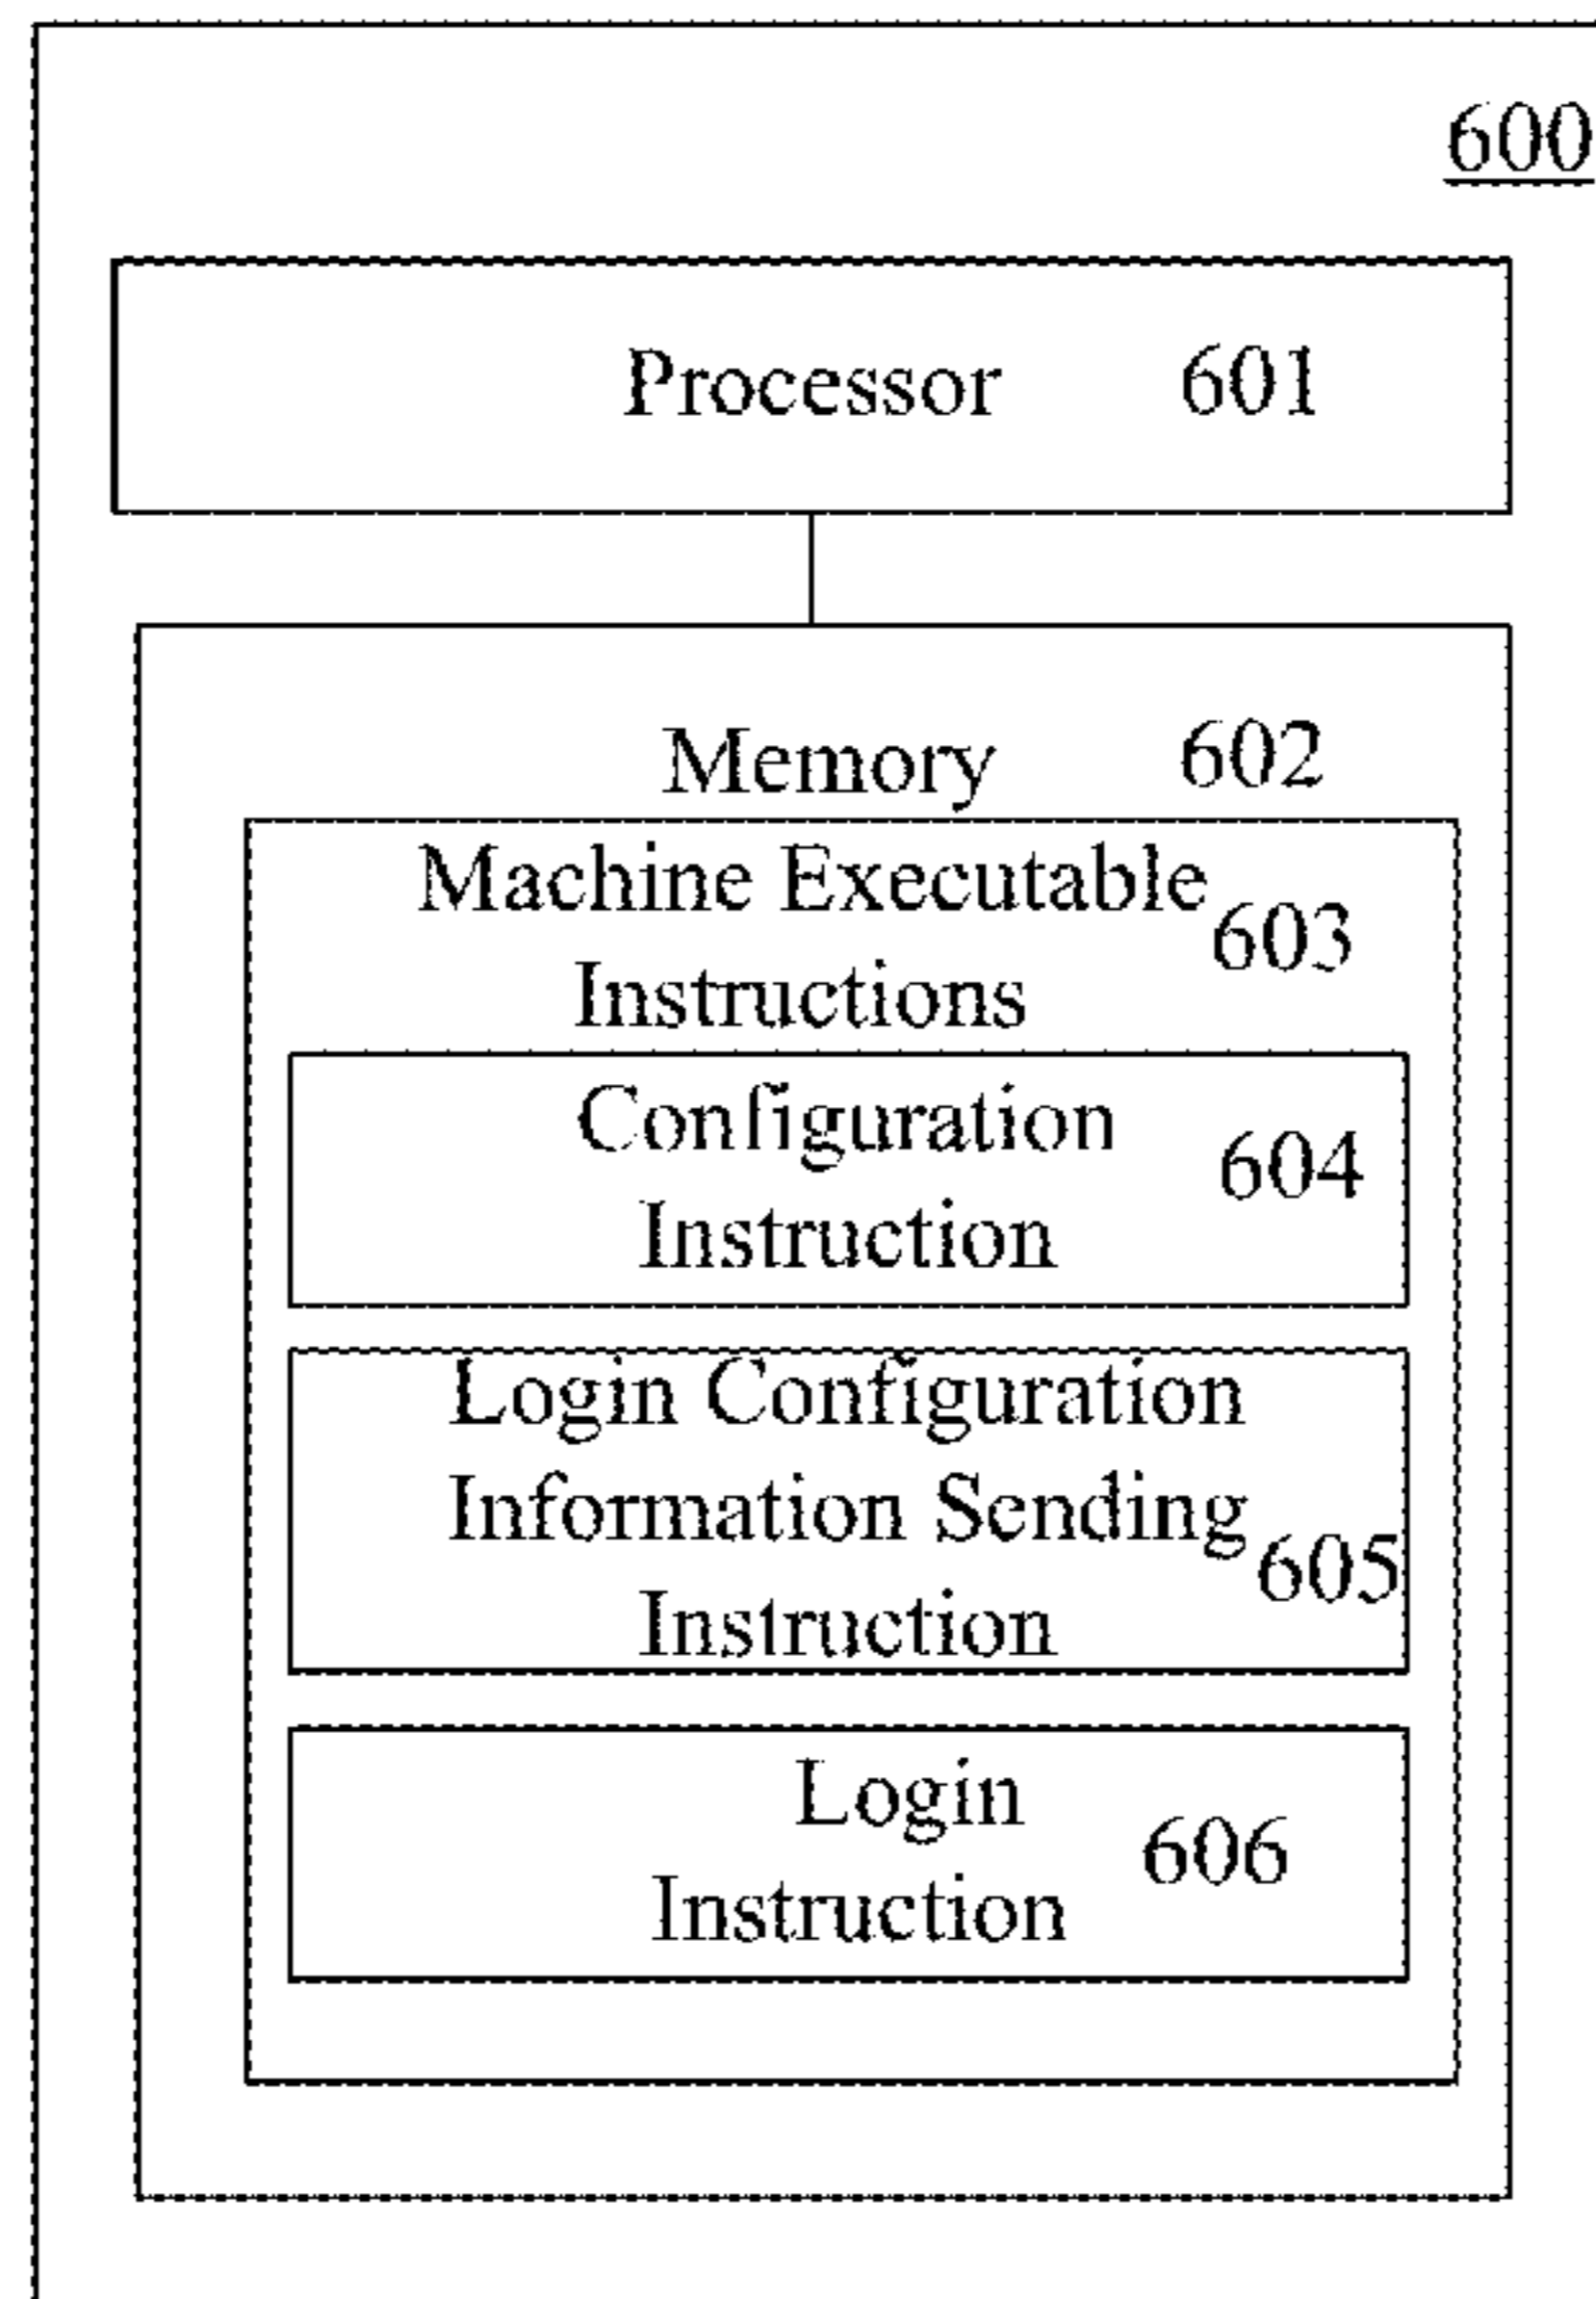 600
Processor 601
Memory 602
Machine Executable
603
Instructions
Configuration
604
Instruction
Login Configuration
Information Sending
605
Instruction
Login
606
Instruction